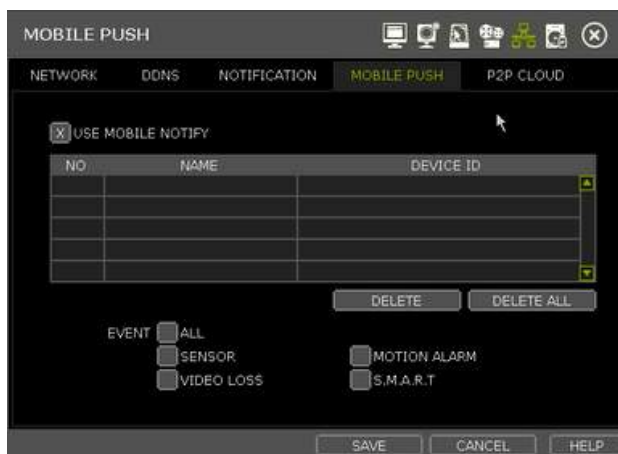 MOBILE PUSH
NETWORK DDNS NOTIFICATION MOBILE PUSH P2P CLOUD
X USE MOBILE NOTIFY
NO NAME DEVICE ID
DELETE DELETE ALL
EVENT ALL
SENSOR MOTION ALARM
VIDEO LOSS S.M.A.R.T
SAVE CANCEL HELP